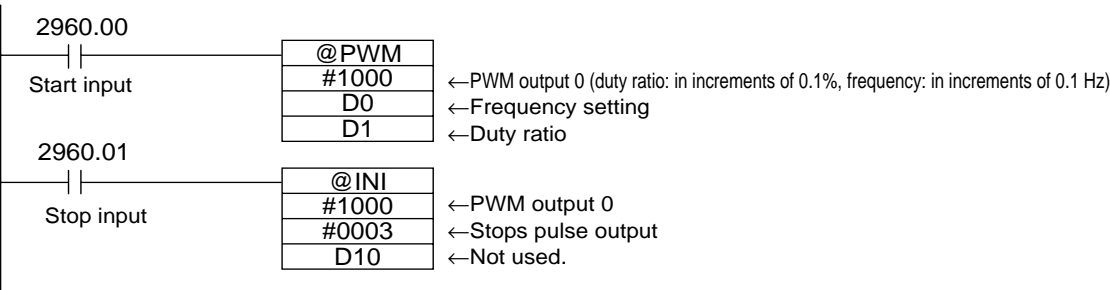 2960.00
Start input
@PWM
#1000 ←PWM output 0 (duty ratio: in increments of 0.1%, frequency: in increments of 0.1 Hz)
D0 ←Frequency setting
D1 ←Duty ratio
2960.01
Stop input
@INI
#1000 ←PWM output 0
#0003 ←Stops pulse output
D10 ←Not used.